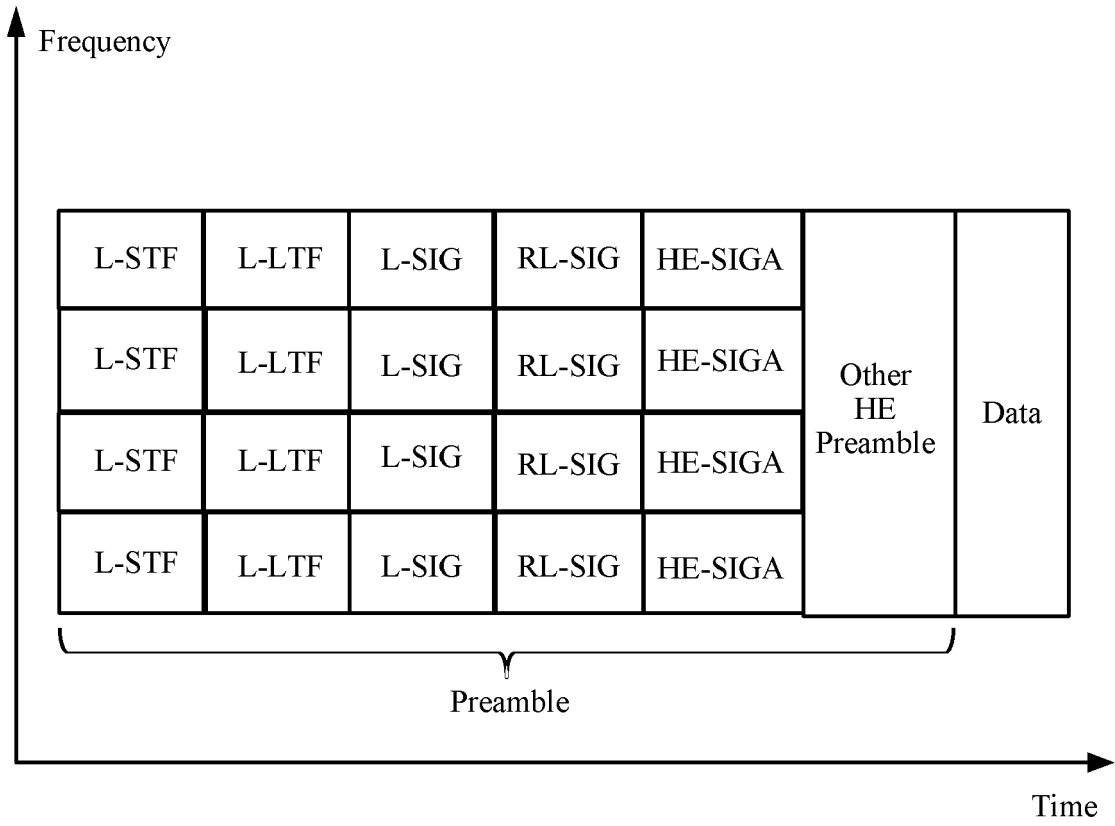 Frequency
L-STF L-LTF L-SIG RL-SIG HE-SIGA
L-STF L-LTF L-SIG RL-SIG HE-SIGA
L-STF L-LTF L-SIG RL-SIG HE-SIGA
L-STF L-LTF L-SIG RL-SIG HE-SIGA
Other
HE
Preamble
Data
Preamble
Time